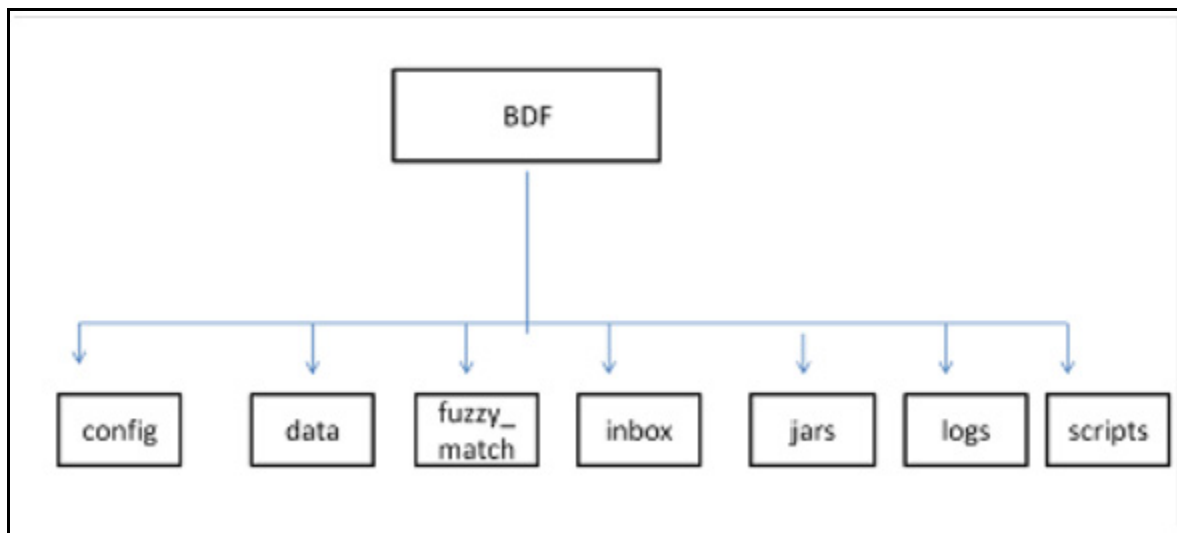 BDF
config
data
fuzzy_
match
inbox
jars
logs
scripts